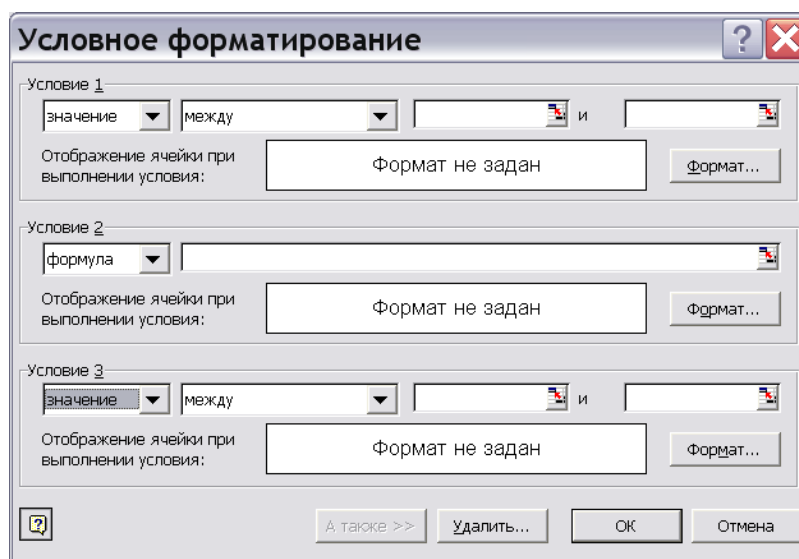 Условное форматирование
Условие 1
значение между и
Отображение ячейки при
выполнении условия:
Формат не задан
Формат...
Условие 2
формула
Отображение ячейки при
выполнении условия:
Формат не задан
Формат...
Условие 3
значение между и
Отображение ячейки при
выполнении условия:
Формат не задан
Формат...
А также >> Удалить... ОК Отмена